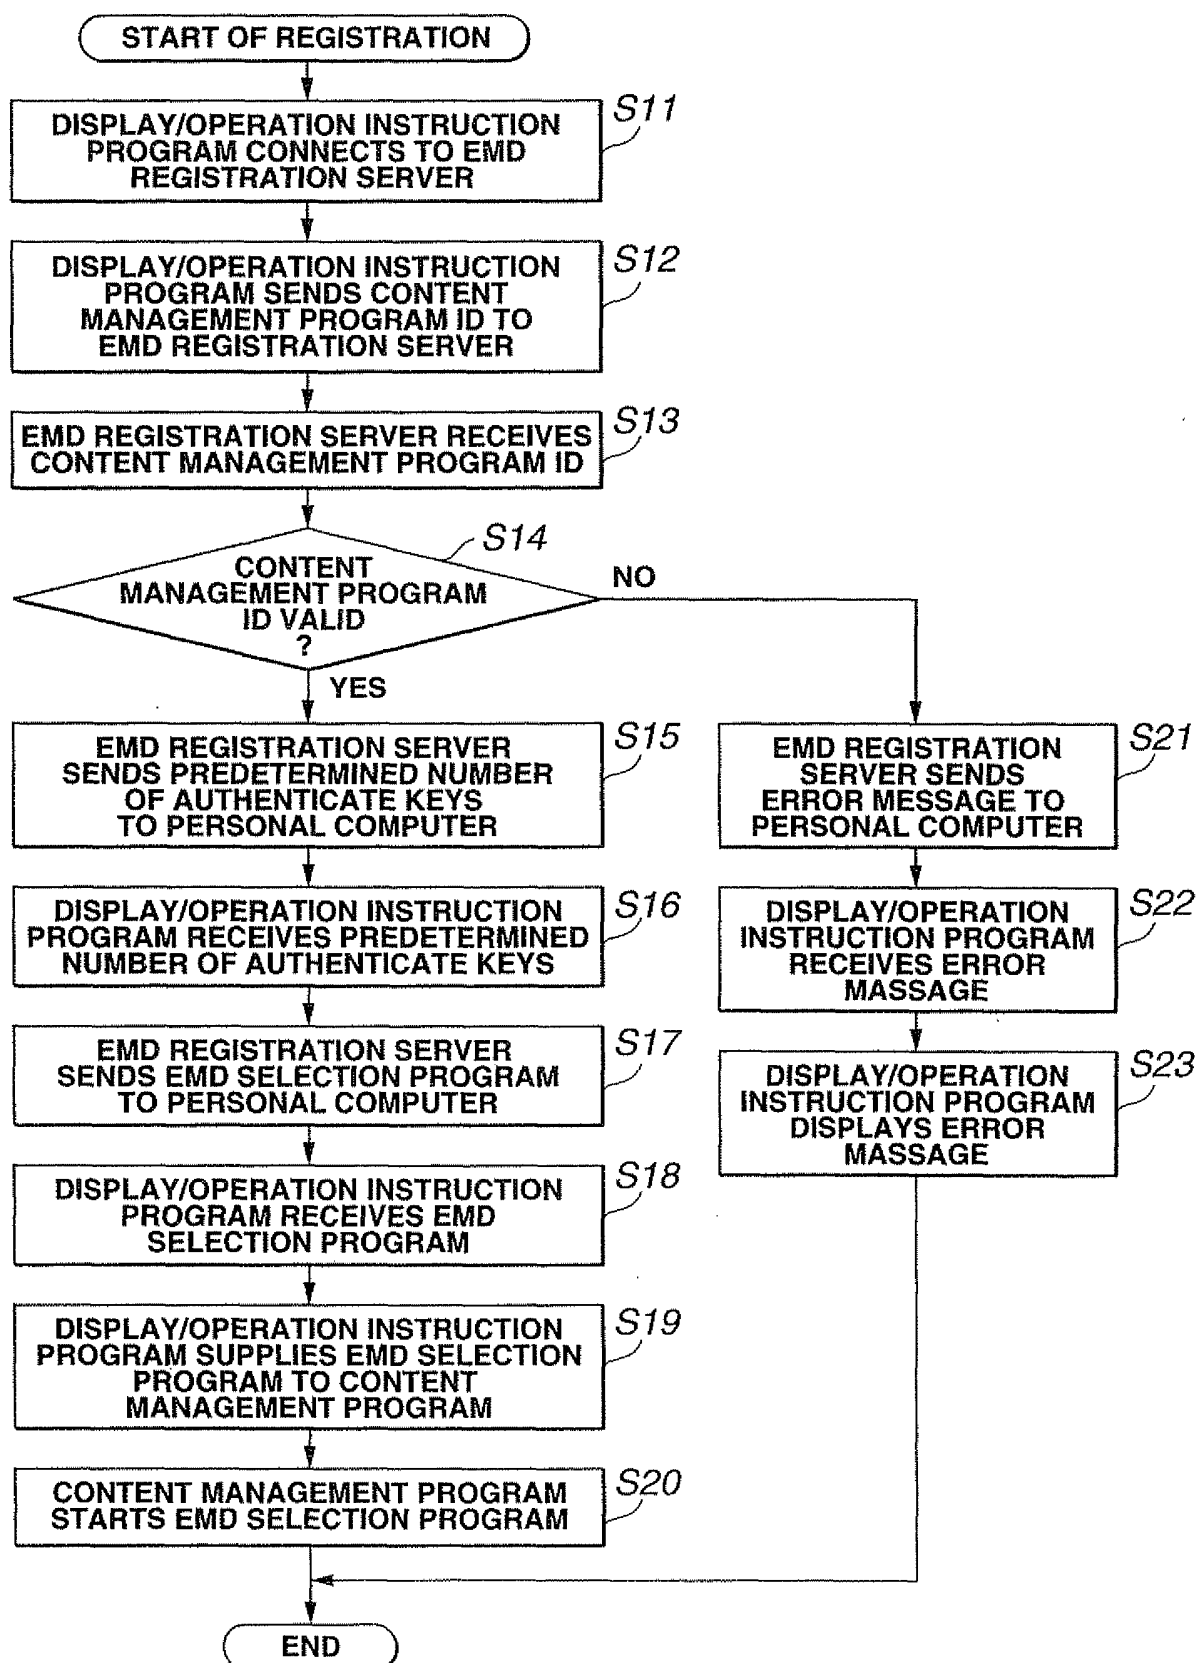 START OF REGISTRATION
S11
DISPLAY/OPERATION INSTRUCTION
PROGRAM CONNECTS TO EMD
REGISTRATION SERVER
S12
DISPLAY/OPERATION INSTRUCTION
PROGRAM SENDS CONTENT
MANAGEMENT PROGRAM ID TO
EMD REGISTRATION SERVER
S13
EMD REGISTRATION SERVER RECEIVES
CONTENT MANAGEMENT PROGRAM ID
S14
CONTENT
MANAGEMENT PROGRAM
ID VALID
?
NO
YES
S15
EMD REGISTRATION SERVER
SENDS PREDETERMINED NUMBER
OF AUTHENTICATE KEYS
TO PERSONAL COMPUTER
S16
DISPLAY/OPERATION INSTRUCTION
PROGRAM RECEIVES PREDETERMINED
NUMBER OF AUTHENTICATE KEYS
S17
EMD REGISTRATION SERVER
SENDS EMD SELECTION PROGRAM
TO PERSONAL COMPUTER
S18
DISPLAY/OPERATION INSTRUCTION
PROGRAM RECEIVES EMD
SELECTION PROGRAM
S19
DISPLAY/OPERATION INSTRUCTION
PROGRAM SUPPLIES EMD SELECTION
PROGRAM TO CONTENT
MANAGEMENT PROGRAM
S20
CONTENT MANAGEMENT PROGRAM
STARTS EMD SELECTION PROGRAM
S21
EMD REGISTRATION
SERVER SENDS
ERROR MESSAGE TO
PERSONAL COMPUTER
S22
DISPLAY/OPERATION
INSTRUCTION PROGRAM
RECEIVES ERROR
MASSAGE
S23
DISPLAY/OPERATION
INSTRUCTION PROGRAM
DISPLAYS ERROR
MASSAGE
END